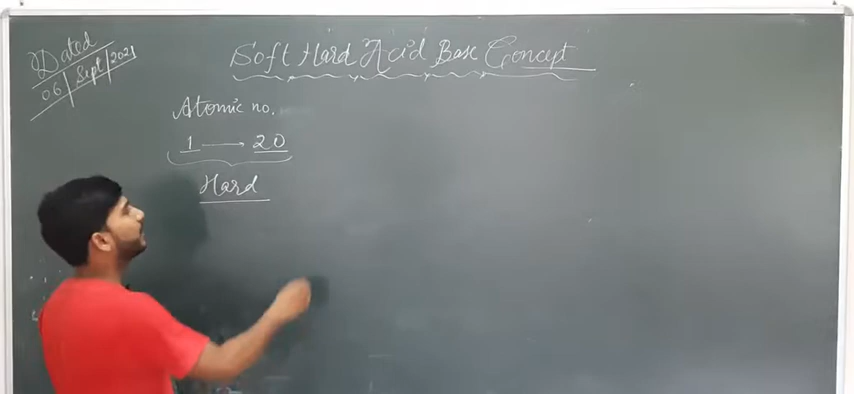 Dated
06/Sept/2021
Soft Hard Acid Base Concept
Atomic no.
1 → 20
Hard